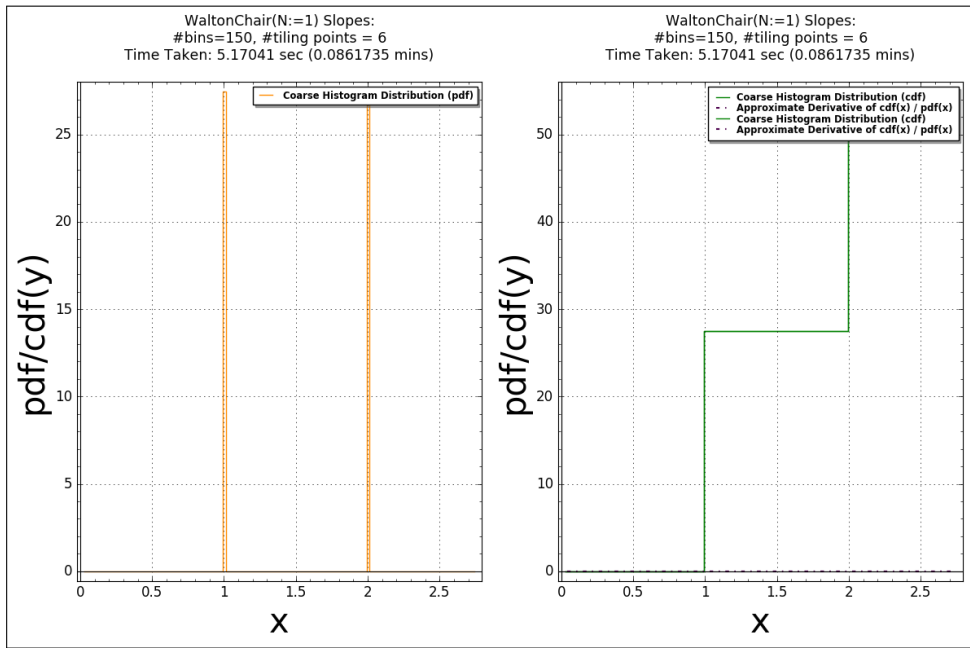 WaltonChair(N:=1) Slopes:
#bins=150, #tiling points = 6
Time Taken: 5.17041 sec (0.0861735 mins)
Coarse Histogram Distribution (pdf)
25
20
15
10
5
0
pdf/cdf(y)
0 0.5 1 1.5 2 2.5
x
WaltonChair(N:=1) Slopes:
#bins=150, #tiling points = 6
Time Taken: 5.17041 sec (0.0861735 mins)
Coarse Histogram Distribution (cdf)
Approximate Derivative of cdf(x) / pdf(x)
Coarse Histogram Distribution (cdf)
Approximate Derivative of cdf(x) / pdf(x)
50
40
30
20
10
0
pdf/cdf(y)
0 0.5 1 1.5 2 2.5
x